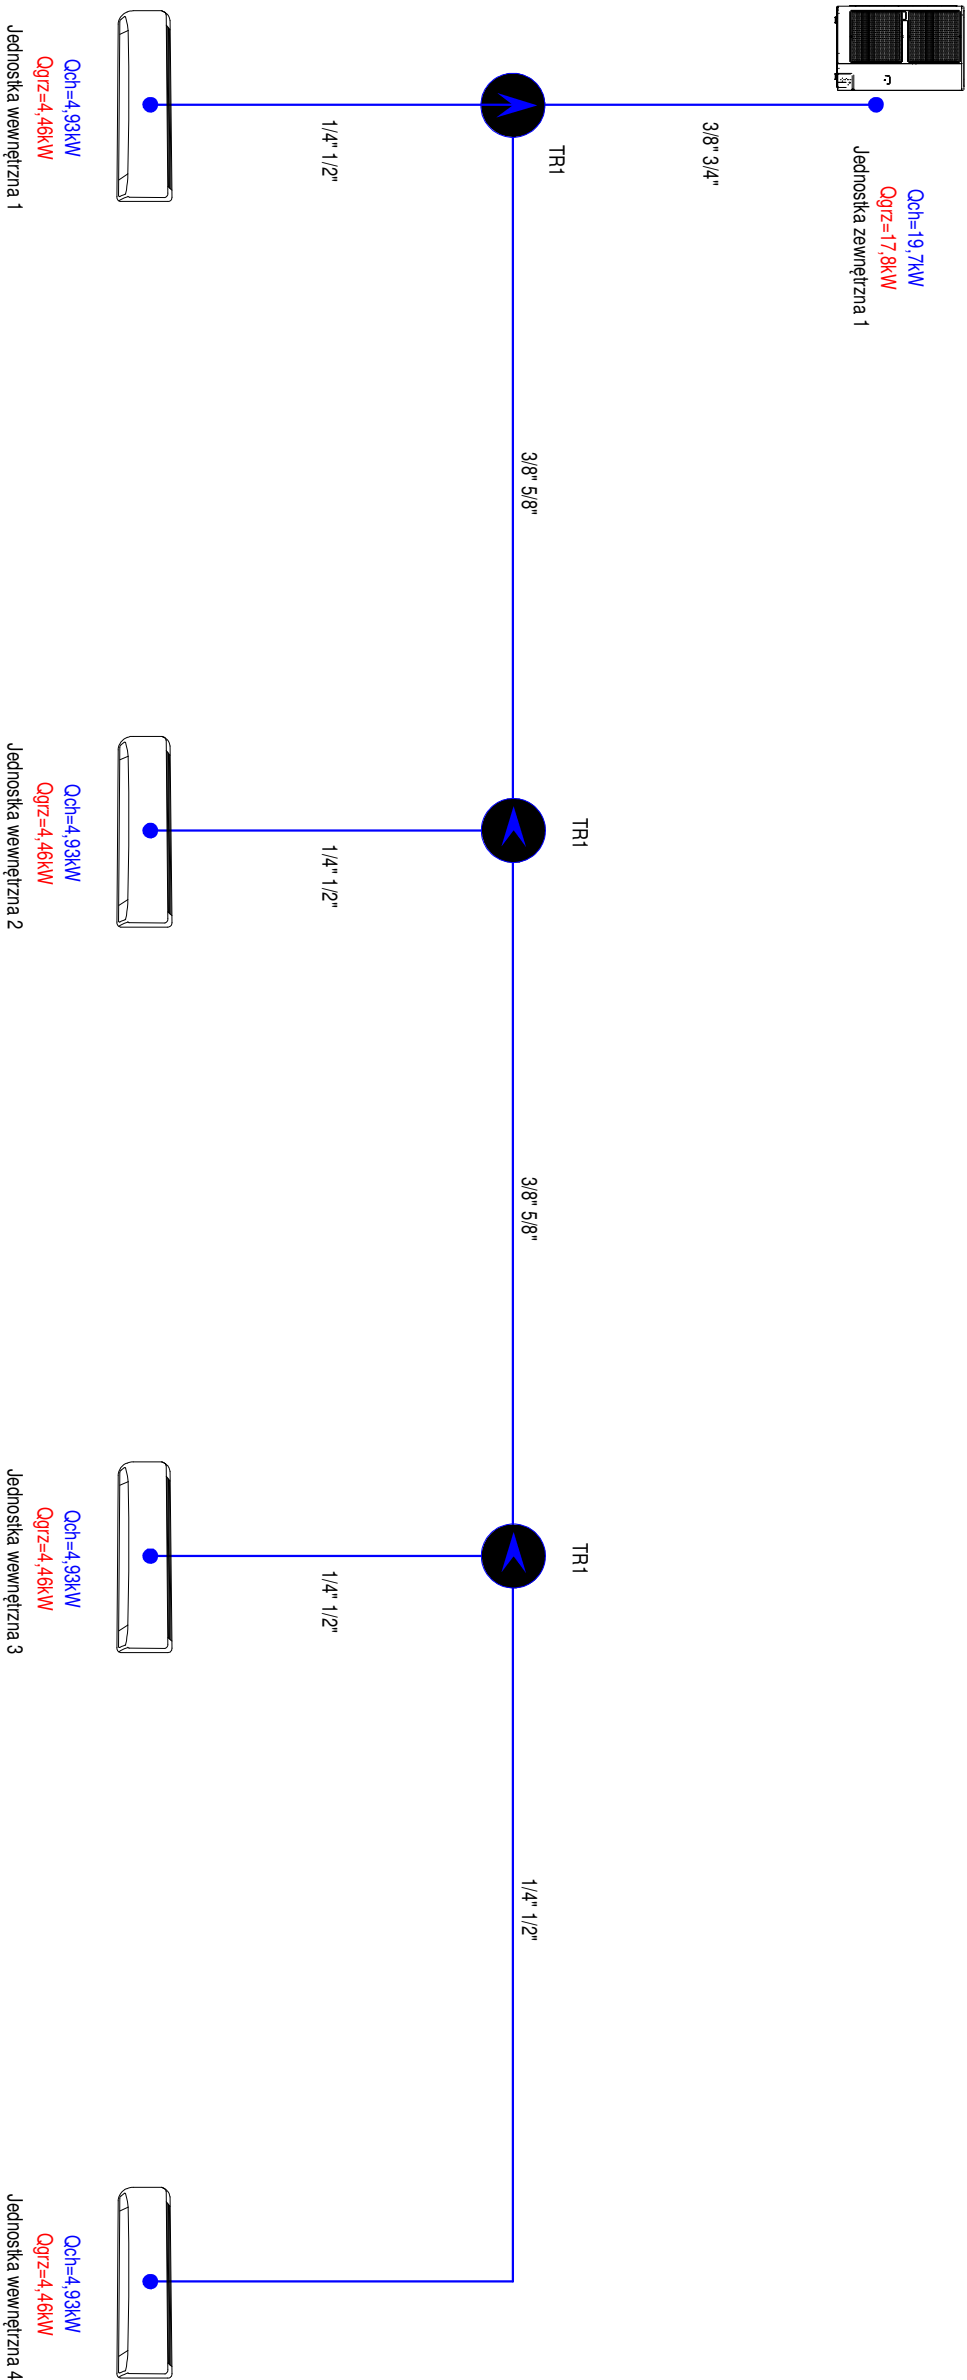 Qch=19,7kW
Qgrz=17,8kW
Jednostka zewnętrzna 1
3/8" 3/4"
TR1
3/8" 5/8"
TR1
3/8" 5/8"
TR1
1/4" 1/2"
1/4" 1/2"
1/4" 1/2"
1/4" 1/2"
Qch=4,93kW
Qgrz=4,46kW
Jednostka wewnętrzna 1
Qch=4,93kW
Qgrz=4,46kW
Jednostka wewnętrzna 2
Qch=4,93kW
Qgrz=4,46kW
Jednostka wewnętrzna 3
Qch=4,93kW
Qgrz=4,46kW
Jednostka wewnętrzna 4